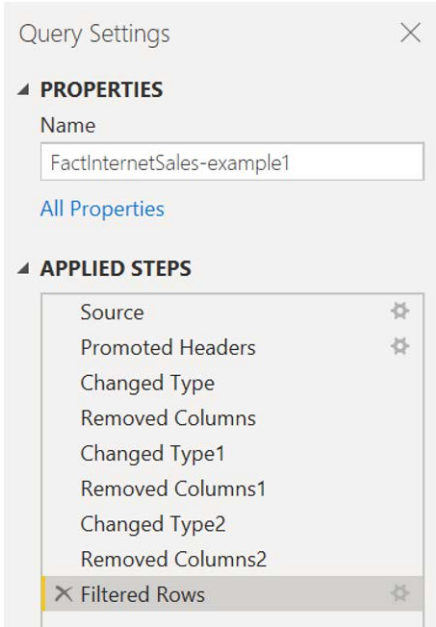 Query Settings
PROPERTIES
Name
FactInternetSales-example1
All Properties
APPLIED STEPS
Source
Promoted Headers
Changed Type
Removed Columns
Changed Type1
Removed Columns1
Changed Type2
Removed Columns2
Filtered Rows